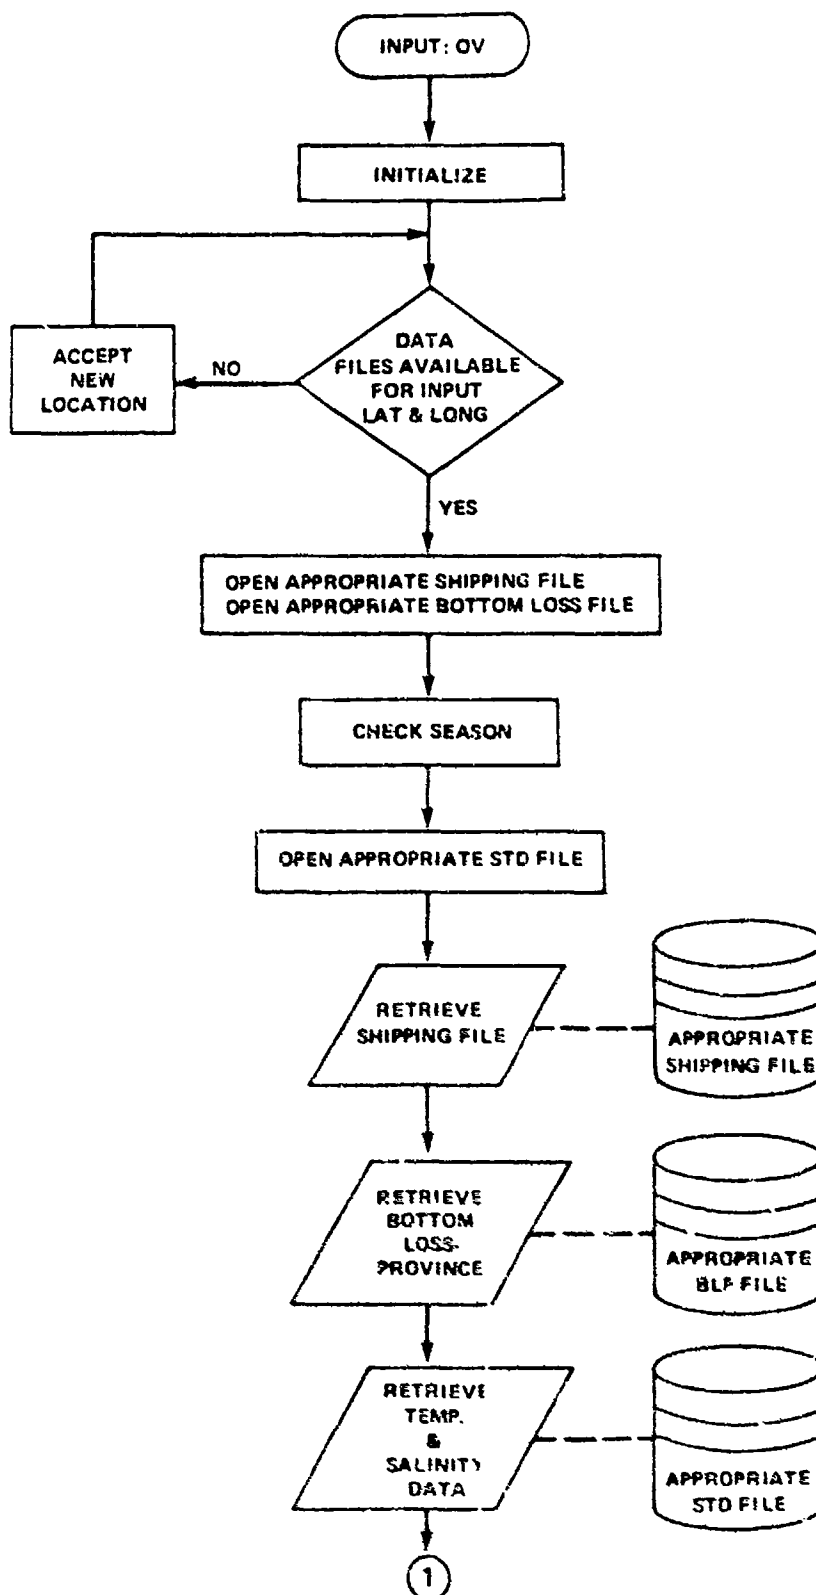 INPUT: OV
INITIALIZE
DATA
FILES AVAILABLE
FOR INPUT
LAT & LONG
NO
ACCEPT
NEW
LOCATION
YES
OPEN APPROPRIATE SHIPPING FILE
OPEN APPROPRIATE BOTTOM LOSS FILE
CHECK SEASON
OPEN APPROPRIATE STD FILE
RETRIEVE
SHIPPING FILE
APPROPRIATE
SHIPPING FILE
RETRIEVE
BOTTOM
LOSS-
PROVINCE
APPROPRIATE
BLP FILE
RETRIEVE
TEMP.
&
SALINITY
DATA
APPROPRIATE
STD FILE
1